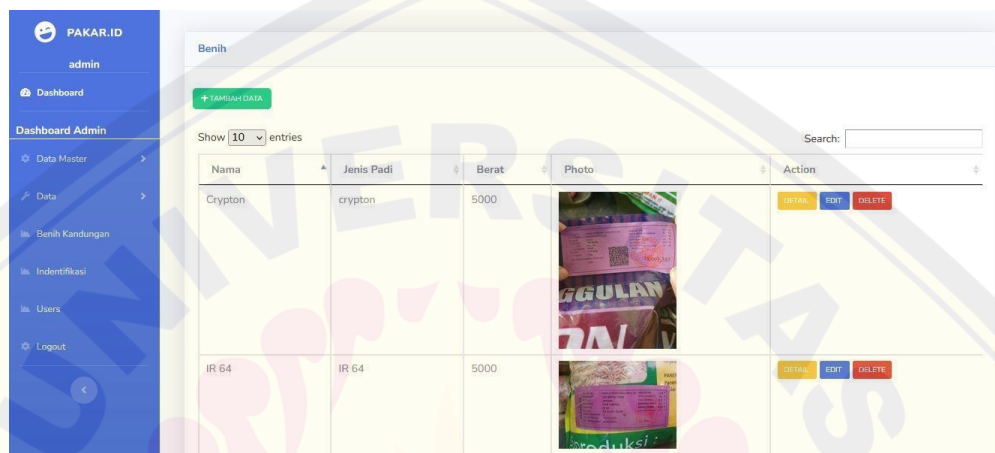 PAKAR.ID
admin
Dashboard
Dashboard Admin
Data Master
Data
Benih Kandungan
Indentifikasi
Users
Logout
Benih
+ TAMBAH DATA
Show 10 entries
Search:
Nama Jenis Padi Berat Photo Action
Crypton crypton 5000 DETAIL EDIT DELETE
GGULAN
IR 64 IR 64 5000 DETAIL EDIT DELETE
produksi :
UNIVERSITAS